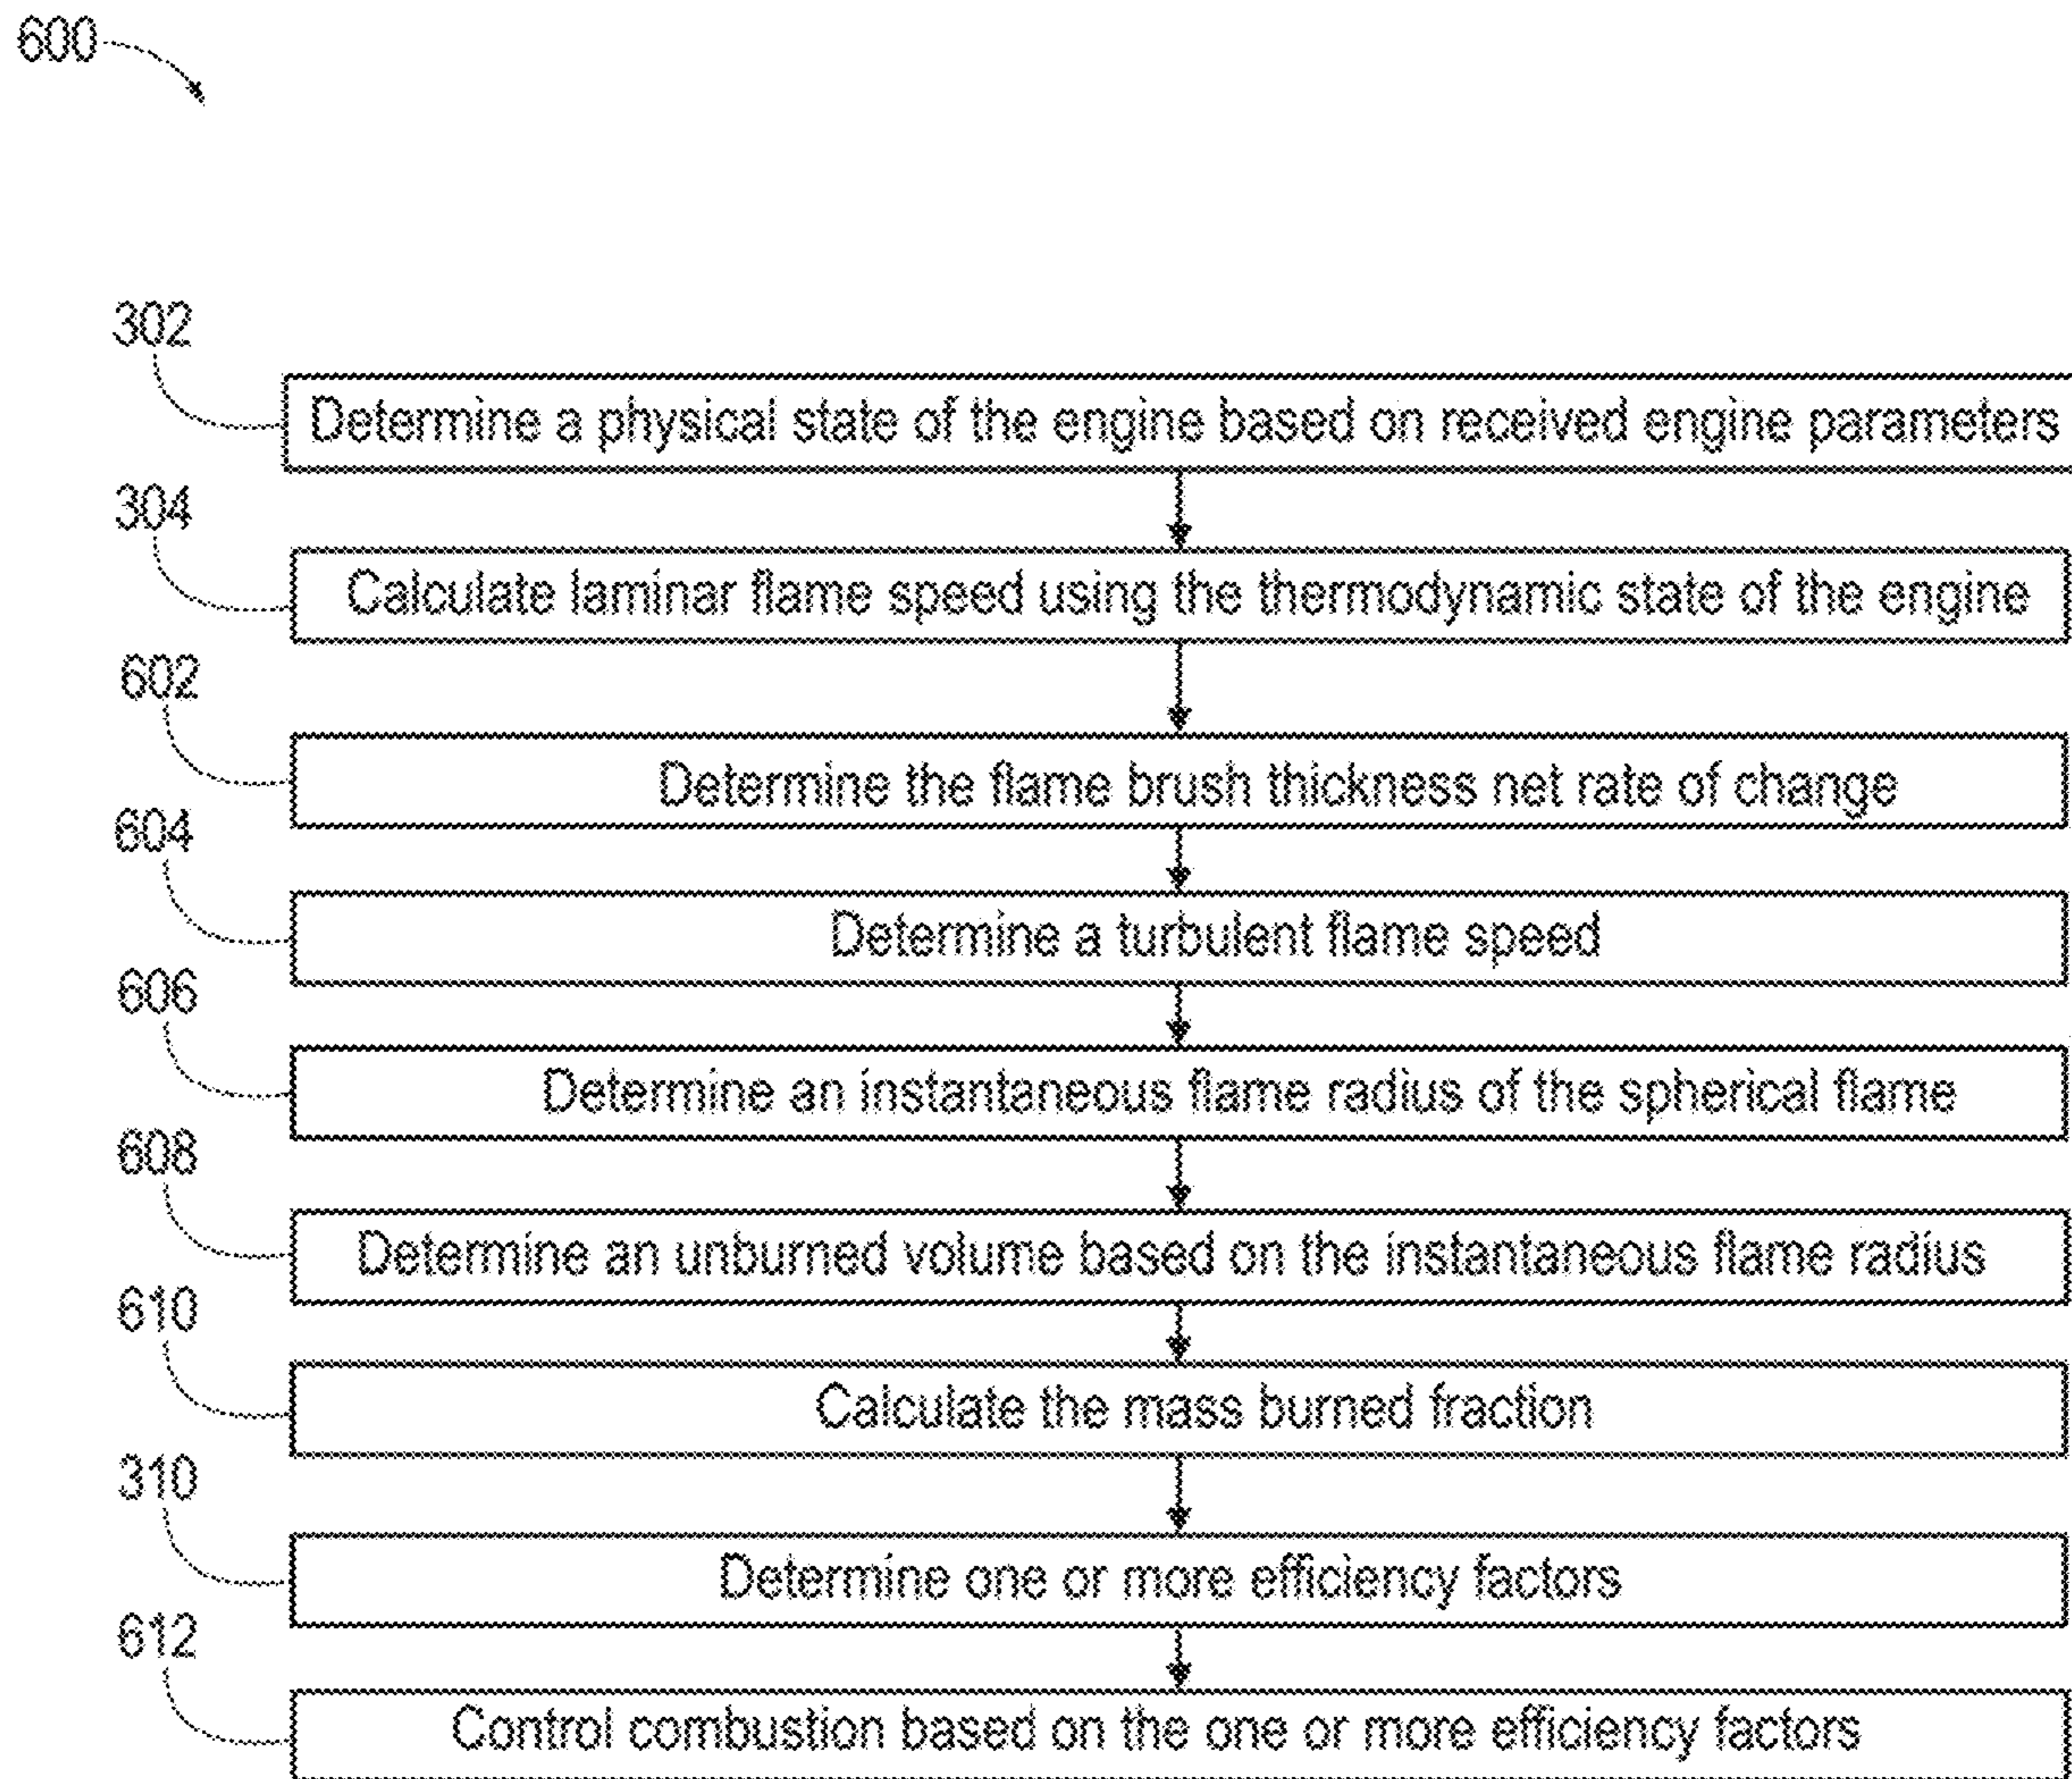 600
302
Determine a physical state of the engine based on received engine parameters
304
Calculate laminar flame speed using the thermodynamic state of the engine
602
Determine the flame brush thickness net rate of change
604
Determine a turbulent flame speed
606
Determine an instantaneous flame radius of the spherical flame
608
Determine an unburned volume based on the instantaneous flame radius
610
Calculate the mass burned fraction
310
Determine one or more efficiency factors
612
Control combustion based on the one or more efficiency factors